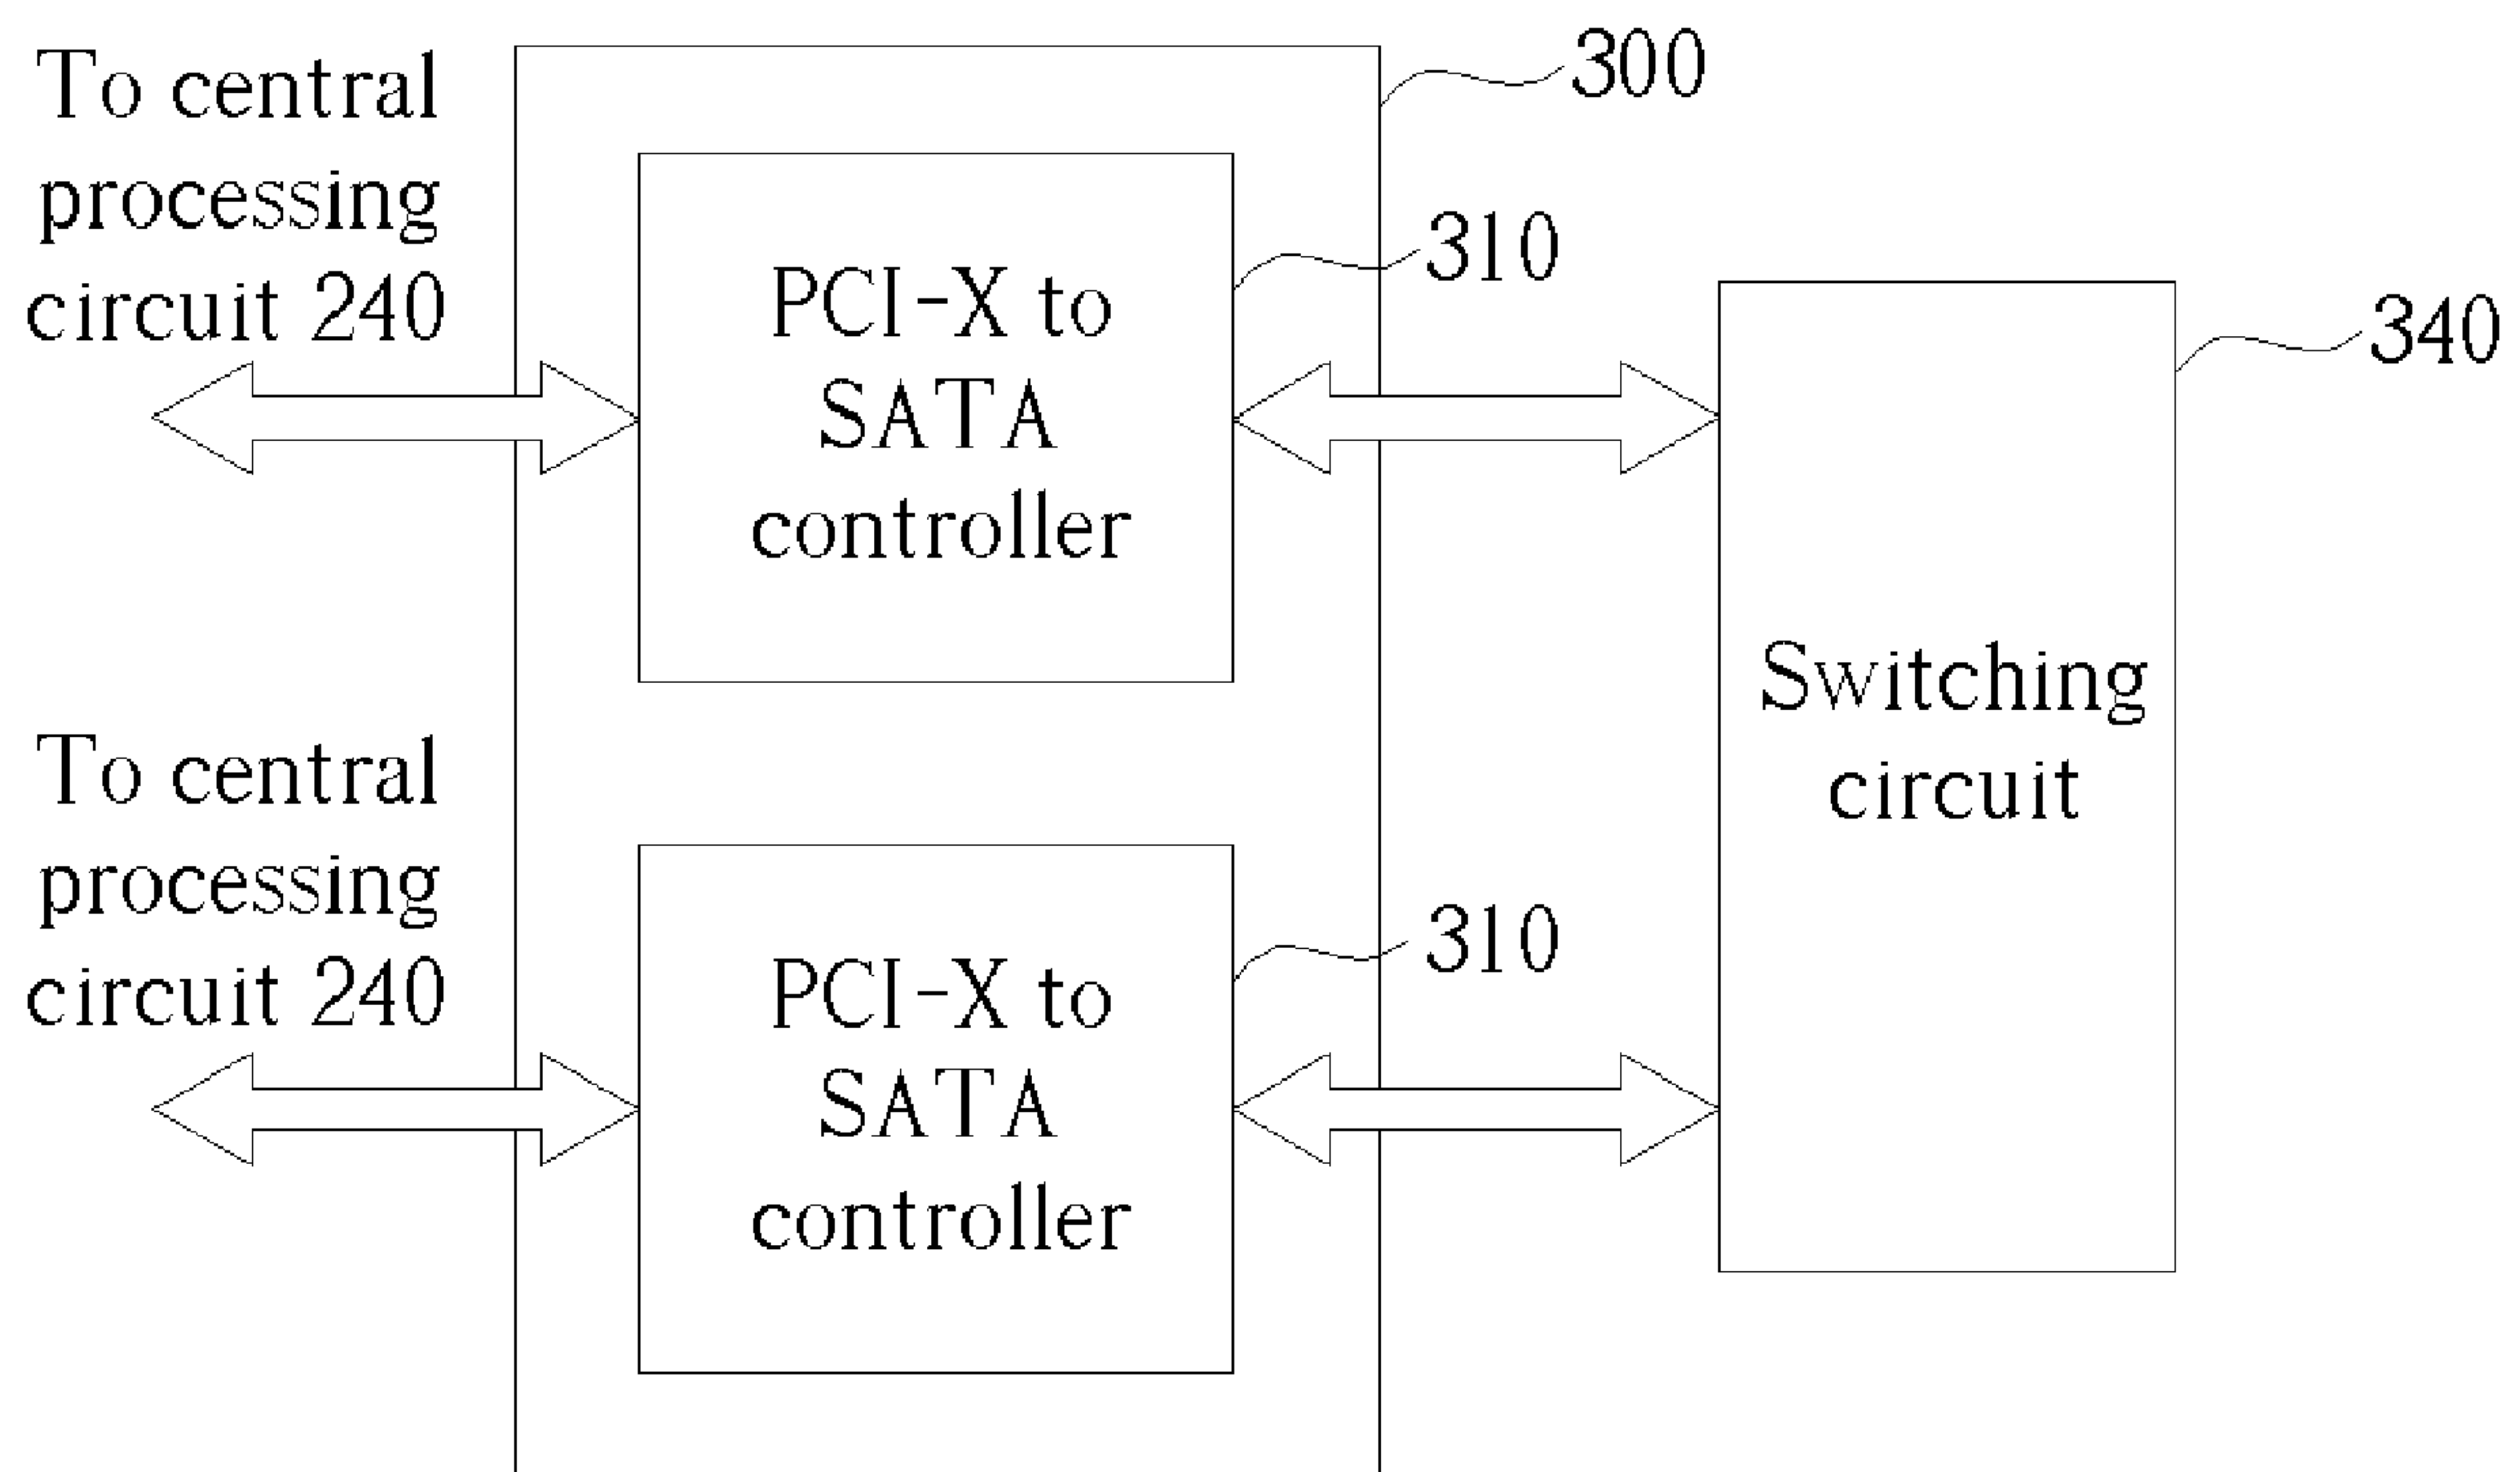 To central
processing
circuit 240
300
PCI-X to
SATA
controller
310
340
Switching
circuit
To central
processing
circuit 240
PCI-X to
SATA
controller
310